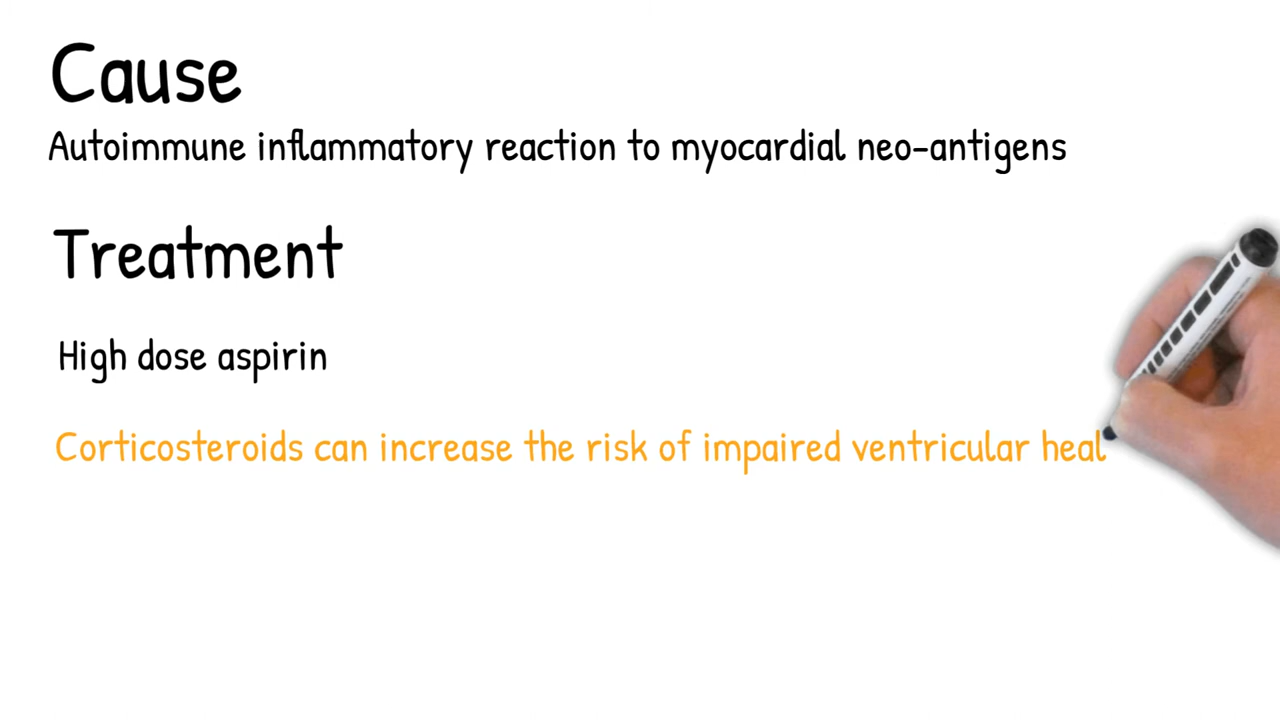 Cause
Autoimmune inflammatory reaction to myocardial neo-antigens
Treatment
High dose aspirin
Corticosteroids can increase the risk of impaired ventricular heal